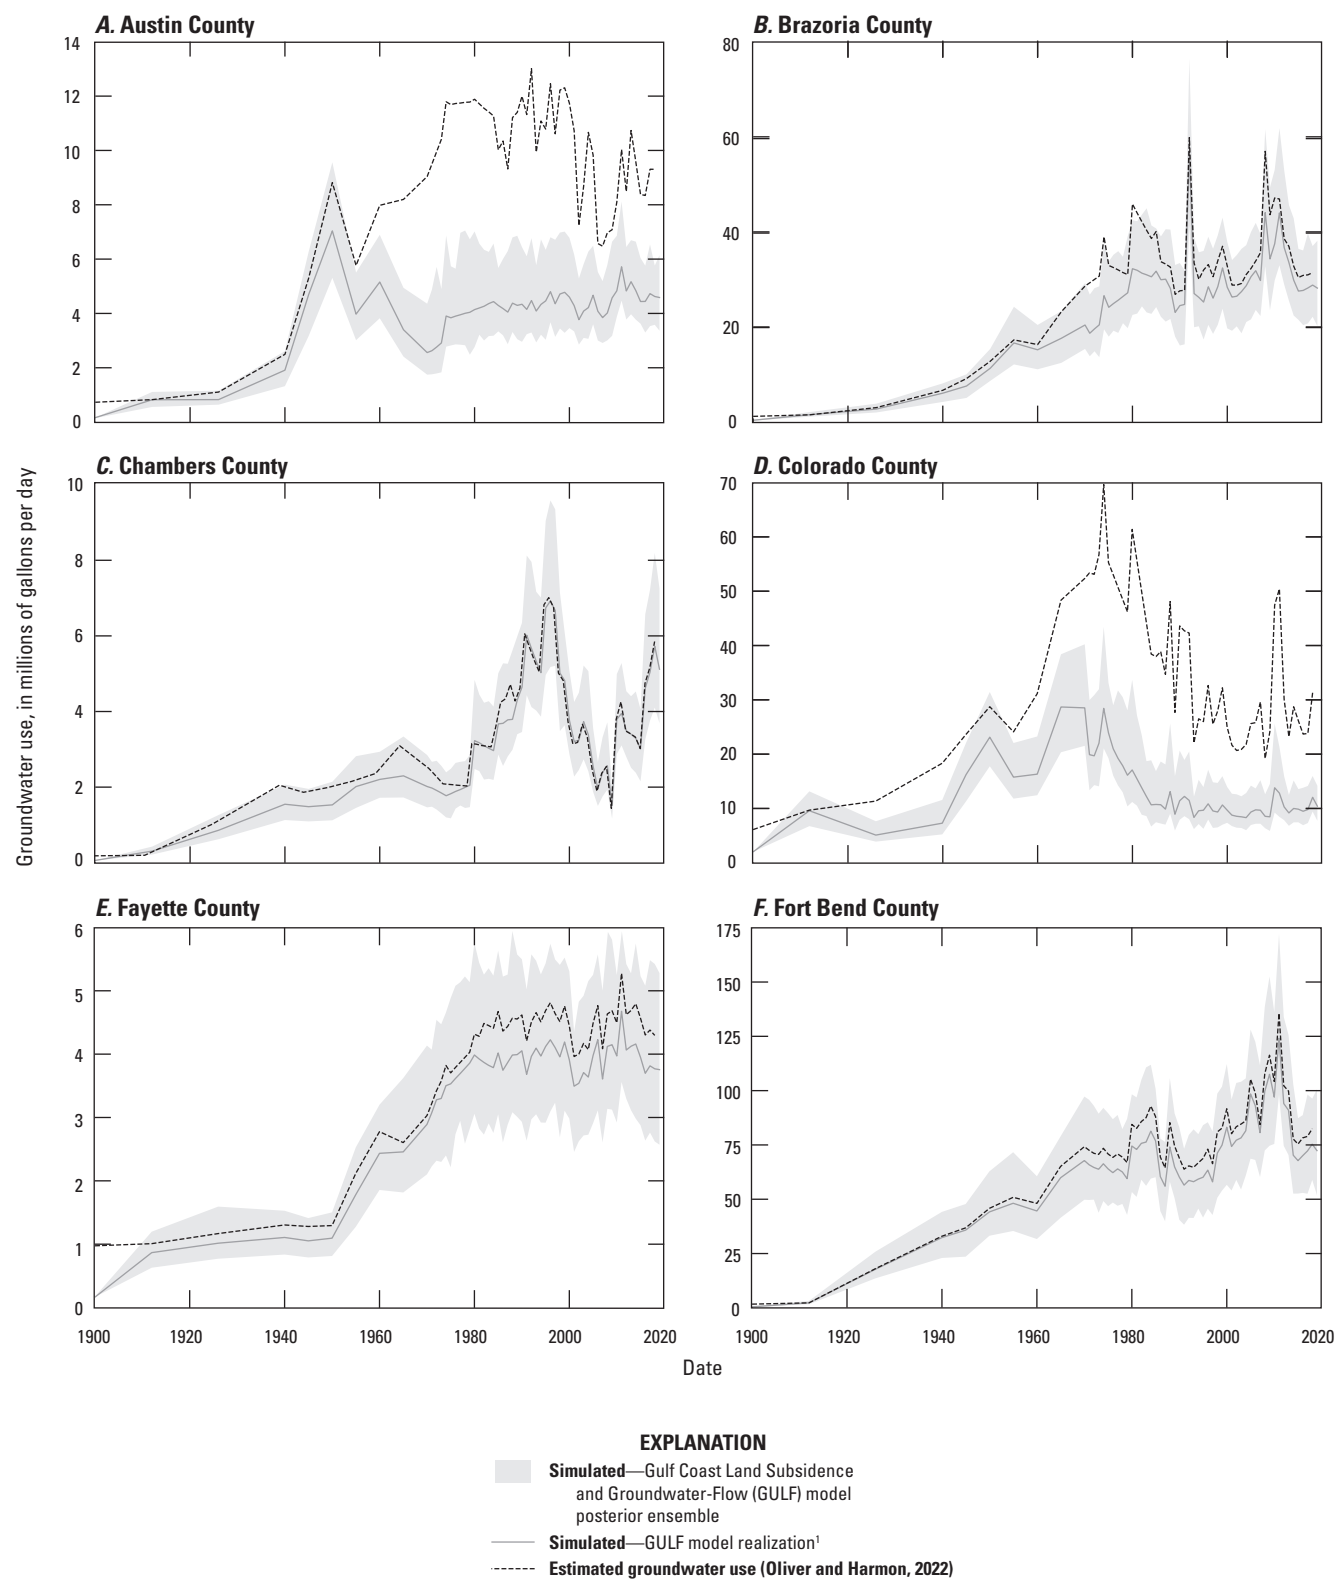 A. Austin County
14
12
10
8
6
4
2
0
B. Brazoria County
80
60
40
20
0
Groundwater use, in millions of gallons per day
C. Chambers County
10
8
6
4
2
0
D. Colorado County
70
60
50
40
30
20
10
0
E. Fayette County
6
5
4
3
2
1
0
1900 1920 1940 1960 1980 2000 2020
F. Fort Bend County
175
150
125
100
75
50
25
0
1900 1920 1940 1960 1980 2000 2020
Date
EXPLANATION
Simulated—Gulf Coast Land Subsidence
and Groundwater-Flow (GULF) model
posterior ensemble
Simulated—GULF model realization¹
Estimated groundwater use (Oliver and Harmon, 2022)